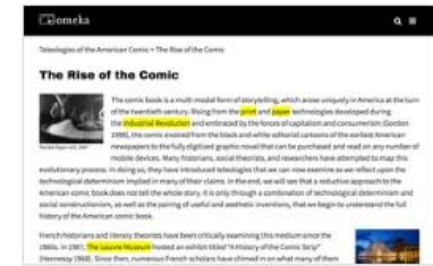 omeka
Teleologies of the American Comic > The Rise of the Comic
The Rise of the Comic
The comic book is a multi-modal form of storytelling, which arose uniquely in America at the turn
of the twentieth century. Rising from the print and paper technologies developed during
the Industrial Revolution and embraced by the forces of capitalism and consumerism (Gordon
1998), the comic evolved from the black and white editorial cartoons of the earliest American
newspapers to the fully digitized graphic novel that can be purchased and read on any number of
mobile devices. Many historians, social theorists, and researchers have attempted to map this
evolutionary process. In doing so, they have introduced teleologies that we can now examine as we reflect upon the
technological determinism implied in many of their claims. In the end, we will see that a reductive approach to the
American comic book does not tell the whole story. It is only through a combination of technological determinism and
social constructionism, as well as the pairing of useful and aesthetic inventions, that we begin to understand the full
history of the American comic book.
French historians and literary theorists have been critically examining this medium since the
1960s. In 1967, The Louvre Museum hosted an exhibit titled "A History of the Comic Strip"
(Hennessy 1968). Since then, numerous French scholars have chimed in on what many of them